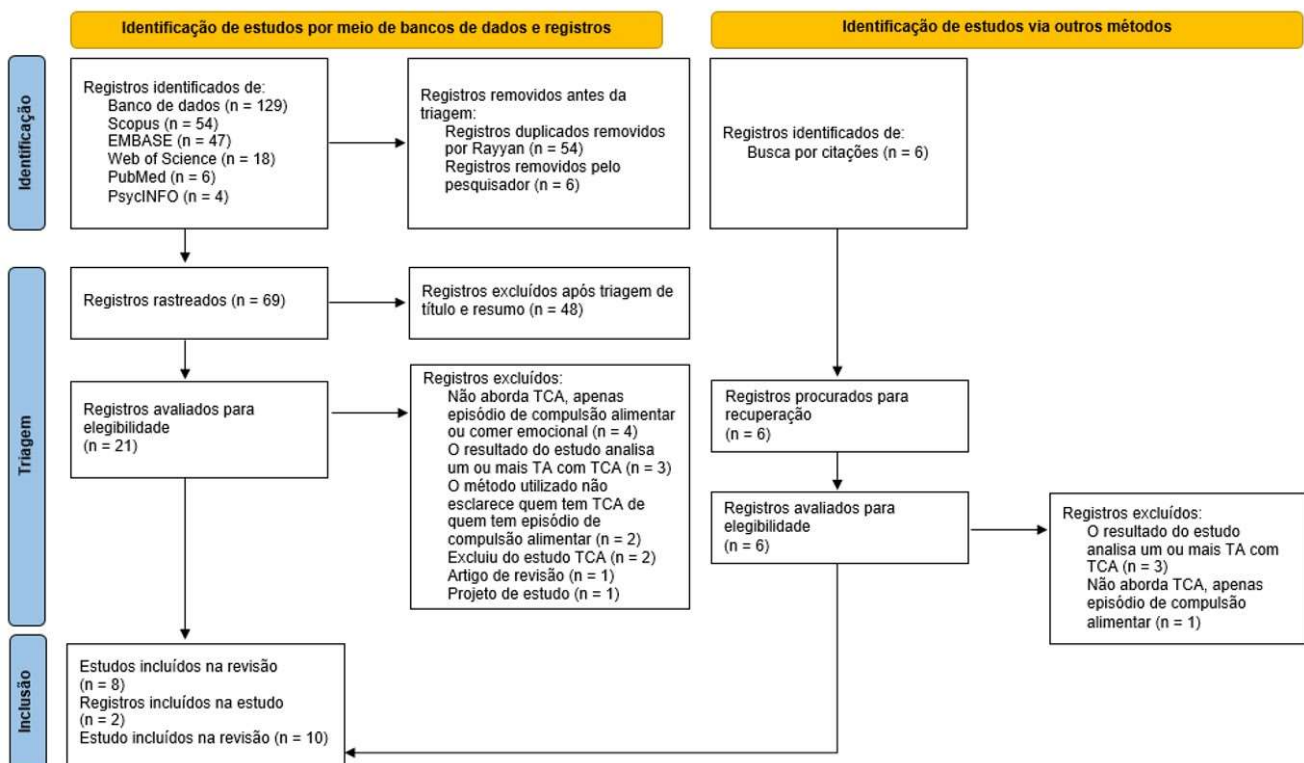 Identificação de estudos por meio de bancos de dados e registros
Identificação de estudos via outros métodos
Identificação
Registros identificados de:
Banco de dados (n = 129)
Scopus (n = 54)
EMBASE (n = 47)
Web of Science (n = 18)
PubMed (n = 6)
PsycINFO (n = 4)
Registros removidos antes da
triagem:
Registros duplicados removidos
por Rayyan (n = 54)
Registros removidos pelo
pesquisador (n = 6)
Registros identificados de:
Busca por citações (n = 6)
Triagem
Registros rastreados (n = 69)
Registros excluídos após triagem de
título e resumo (n = 48)
Registros avaliados para
elegibilidade
(n = 21)
Registros excluídos:
Não aborda TCA, apenas
episódio de compulsão alimentar
ou comer emocional (n = 4)
O resultado do estudo analisa
um ou mais TA com TCA (n = 3)
O método utilizado não
esclarece quem tem TCA de
quem tem episódio de
compulsão alimentar (n = 2)
Excluiu do estudo TCA (n = 2)
Artigo de revisão (n = 1)
Projeto de estudo (n = 1)
Registros procurados para
recuperação
(n = 6)
Registros avaliados para
elegibilidade
(n = 6)
Registros excluídos:
O resultado do estudo
analisa um ou mais TA com
TCA (n = 3)
Não aborda TCA, apenas
episódio de compulsão
alimentar (n = 1)
Inclusão
Estudos incluídos na revisão
(n = 8)
Registros incluídos na estudo
(n = 2)
Estudo incluídos na revisão (n = 10)